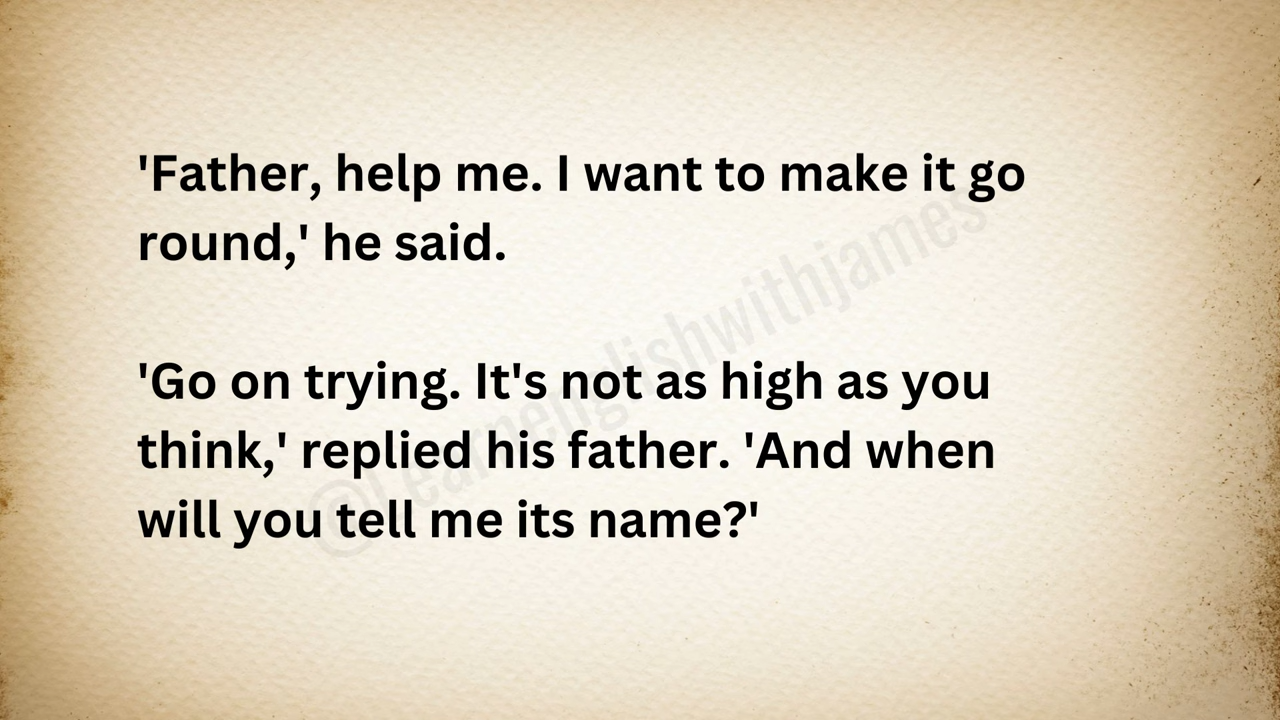 'Father, help me. I want to make it go
round,' he said.
'Go on trying. It's not as high as you
think,' replied his father. 'And when
will you tell me its name?'
@Learnenglishwithjames